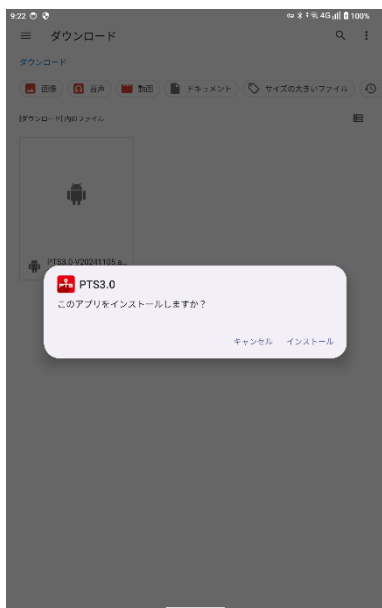 9:22
4G 100%
ダウンロード
ダウンロード
画像 音声 動画 ドキュメント サイズの大きいファイル
[ダウンロード] 内のファイル
PTS3.0-V20241105.a...
PTS PTS3.0
このアプリをインストールしますか？
キャンセル インストール